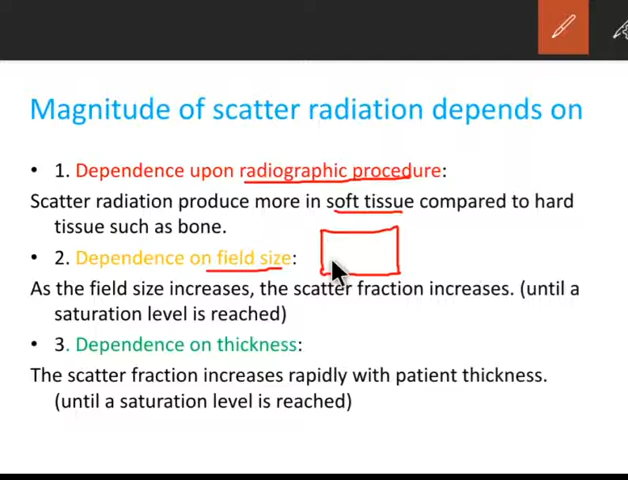 Magnitude of scatter radiation depends on
• 1. Dependence upon radiographic procedure:
Scatter radiation produce more in soft tissue compared to hard
tissue such as bone.
• 2. Dependence on field size:
As the field size increases, the scatter fraction increases. (until a
saturation level is reached)
• 3. Dependence on thickness:
The scatter fraction increases rapidly with patient thickness.
(until a saturation level is reached)